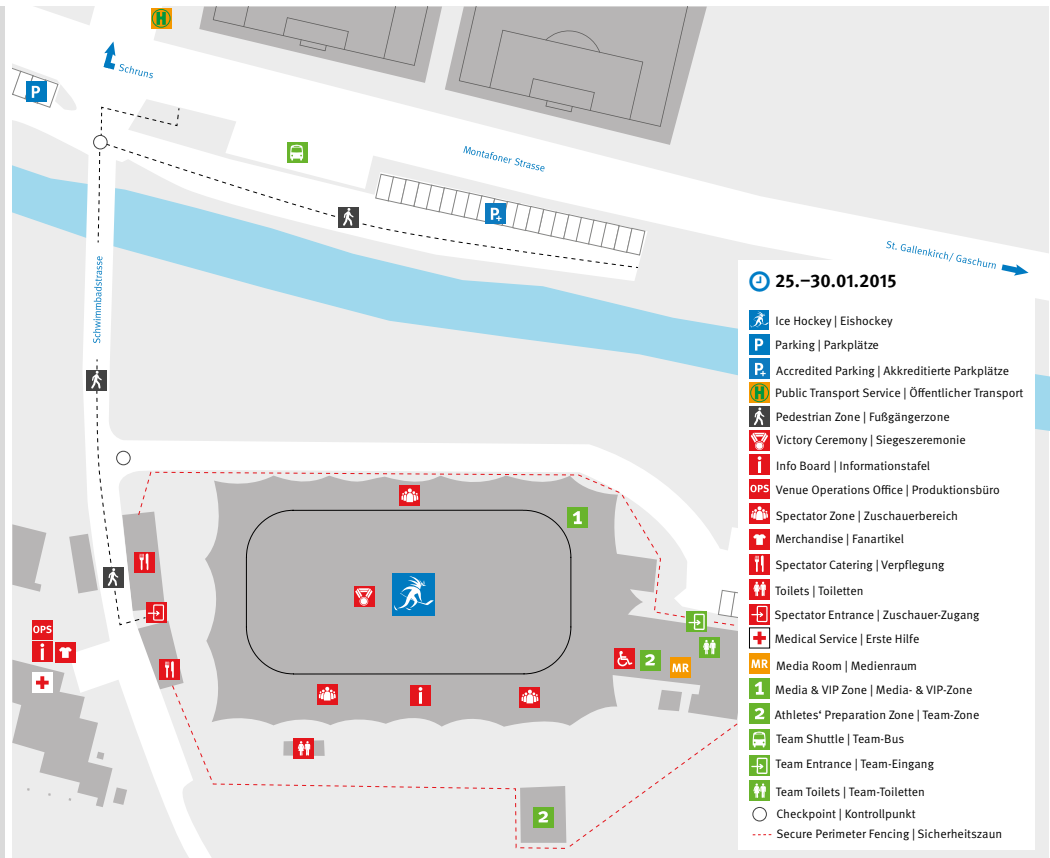 H
Schruns
P
Montafoner Strasse
P+
St. Gallenkirch/ Gaschurn
Schwimmbadstrasse
1
OPS
i
2
MR
i
2
25.–30.01.2015
Ice Hockey | Eishockey
P Parking | Parkplätze
P+ Accredited Parking | Akkreditierte Parkplätze
H Public Transport Service | Öffentlicher Transport
Pedestrian Zone | Fußgängerzone
Victory Ceremony | Siegeszeremonie
i Info Board | Informationstafel
OPS Venue Operations Office | Produktionsbüro
Spectator Zone | Zuschauerbereich
Merchandise | Fanartikel
Spectator Catering | Verpflegung
Toilets | Toiletten
Spectator Entrance | Zuschauer-Zugang
Medical Service | Erste Hilfe
MR Media Room | Medienraum
1 Media & VIP Zone | Media- & VIP-Zone
2 Athletes‘ Preparation Zone | Team-Zone
Team Shuttle | Team-Bus
Team Entrance | Team-Eingang
Team Toilets | Team-Toiletten
Checkpoint | Kontrollpunkt
Secure Perimeter Fencing | Sicherheitszaun